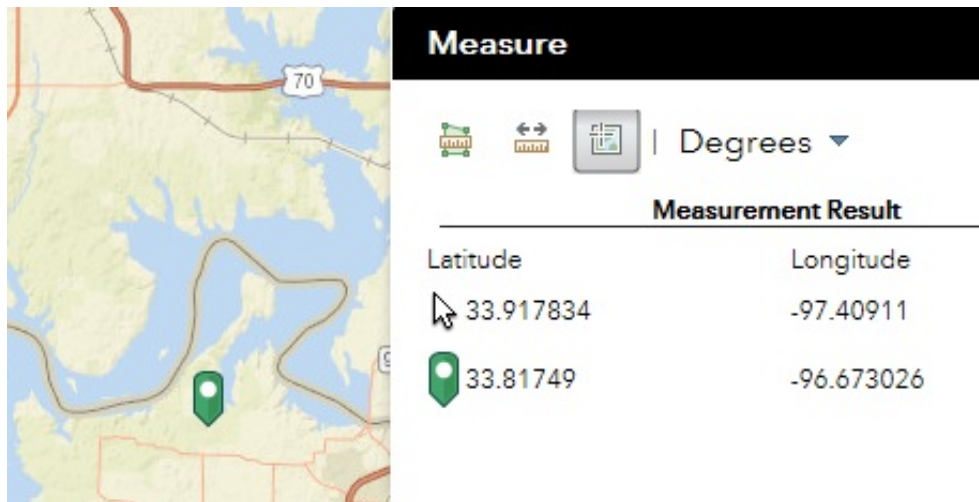 70
Measure
Degrees
Measurement Result
Latitude Longitude
33.917834 -97.40911
33.81749 -96.673026